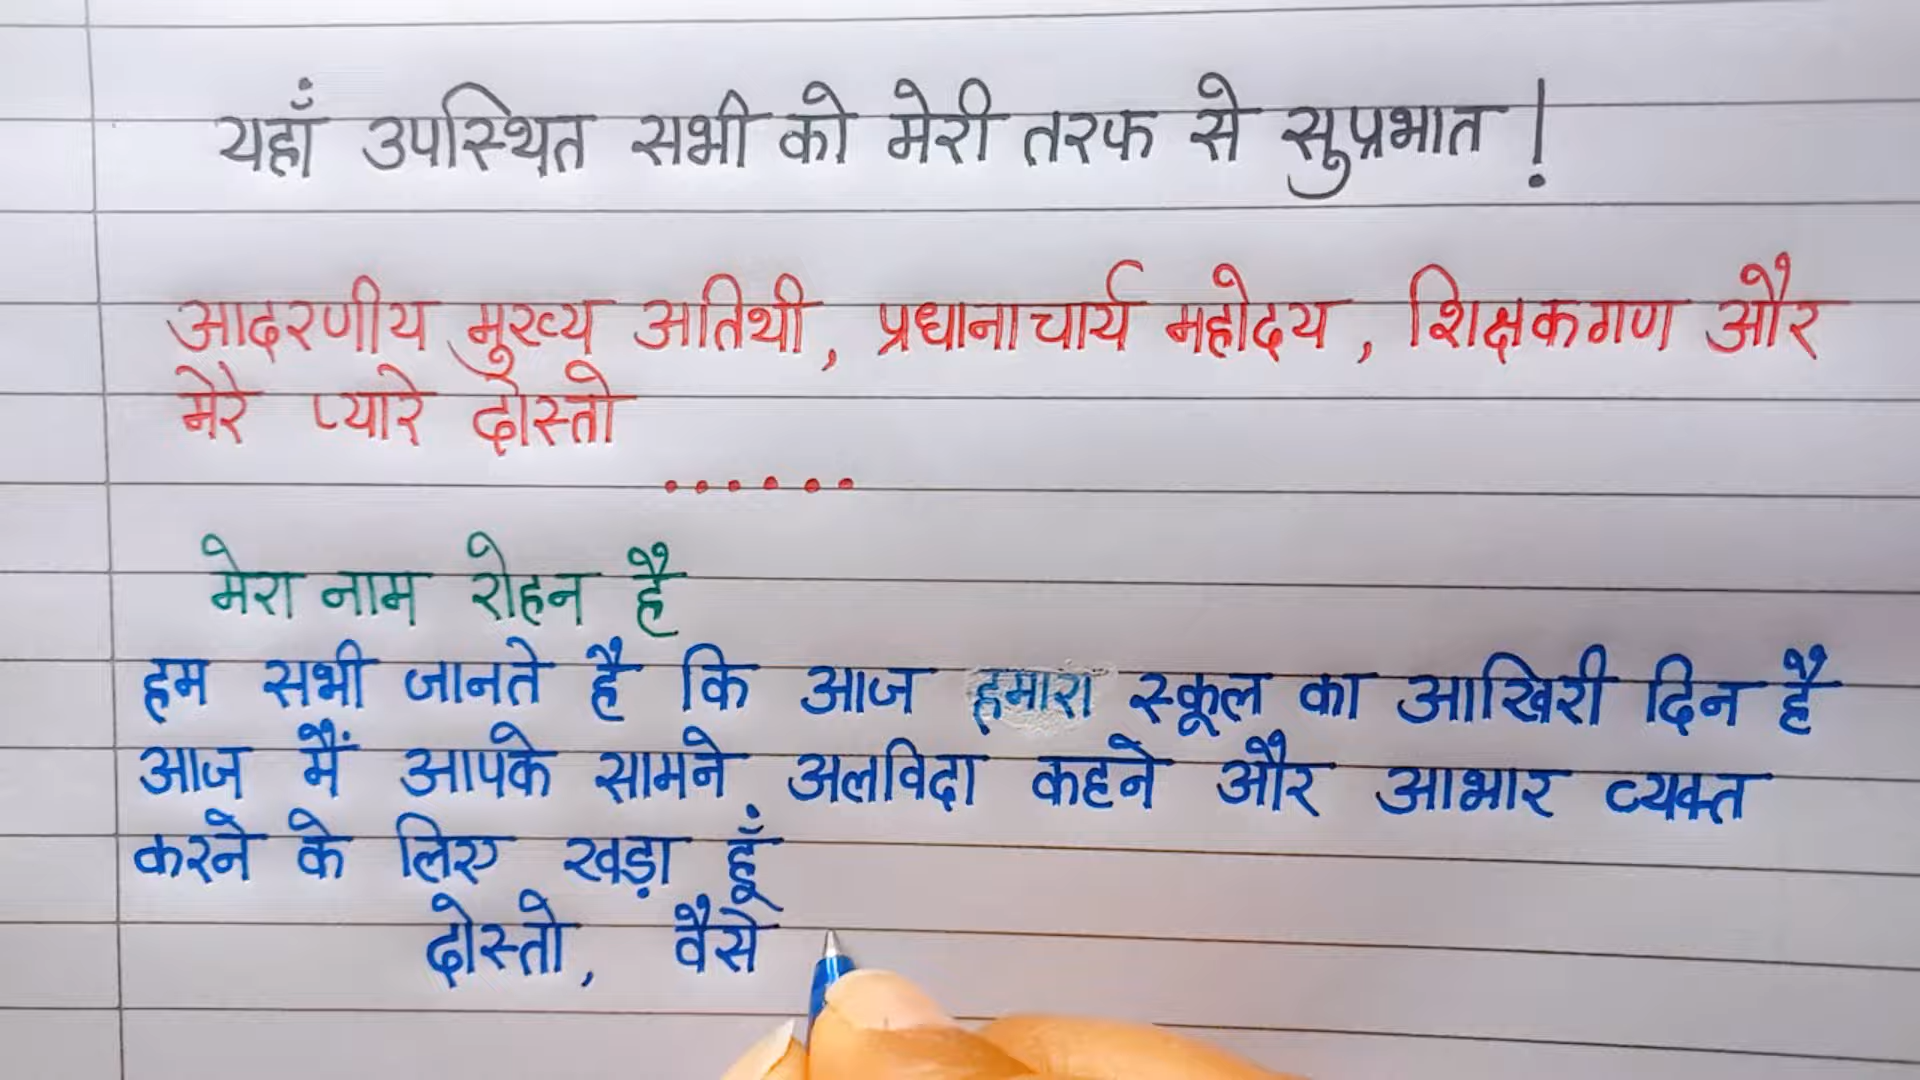 यहाँ उपस्थित सभी को मेरी तरफ से सुप्रभात !
आदरणीय मुख्य अतिथी, प्रधानाचार्य महोदय, शिक्षकगण और
मेरे प्यारे दोस्तो
......
मेरा नाम रोहन है
हम सभी जानते है कि आज हमारा स्कूल का आखिरी दिन है
आज मैं आपके सामने अलविदा कहने और आभार व्यक्त
करने के लिए खड़ा हूँ
दोस्तो, वैसे